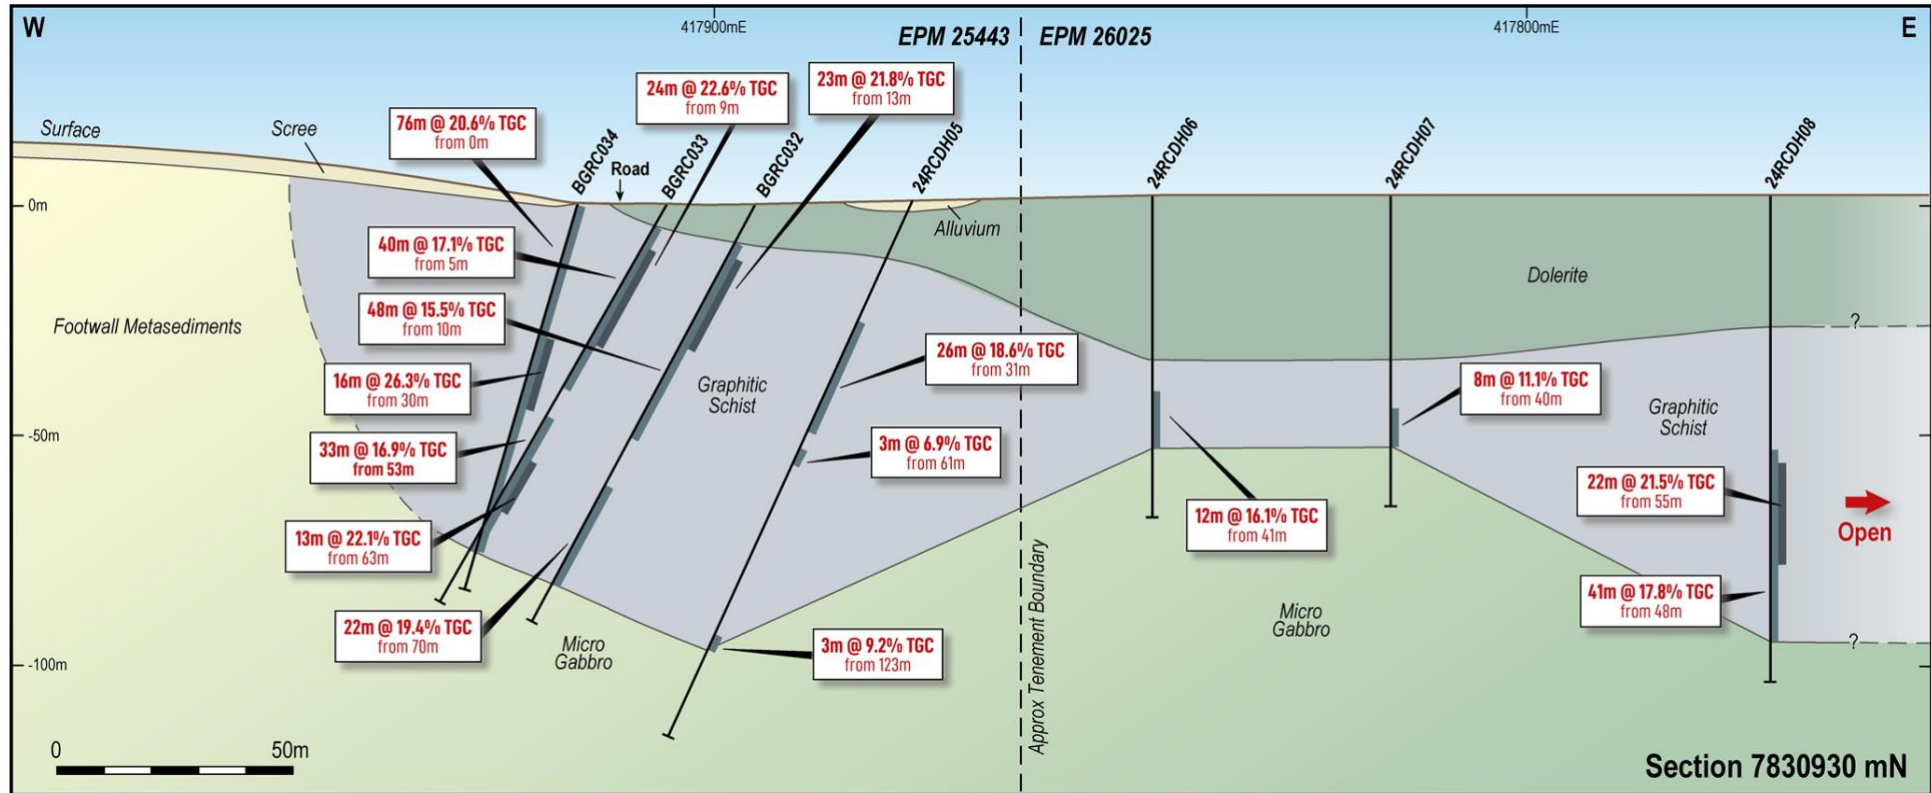 W
417900mE
EPM 25443
EPM 26025
417800mE
E
Surface
Scree
76m @ 20.6% TGC
from 0m
BGRC034
Road
24m @ 22.6% TGC
from 9m
BGRC033
BGRC032
23m @ 21.8% TGC
from 13m
24RCDH05
24RCDH06
24RCDH07
24RCDH08
0m
Alluvium
40m @ 17.1% TGC
from 5m
Dolerite
48m @ 15.5% TGC
from 10m
Footwall Metasediments
?
26m @ 18.6% TGC
from 31m
16m @ 26.3% TGC
from 30m
Graphitic
Schist
8m @ 11.1% TGC
from 40m
Graphitic
Schist
-50m
33m @ 16.9% TGC
from 53m
3m @ 6.9% TGC
from 61m
22m @ 21.5% TGC
from 55m
Open
12m @ 16.1% TGC
from 41m
13m @ 22.1% TGC
from 63m
41m @ 17.8% TGC
from 48m
22m @ 19.4% TGC
from 70m
Micro
Gabbro
Micro
Gabbro
3m @ 9.2% TGC
from 123m
?
-100m
Approx Tenement Boundary
0
50m
Section 7830930 mN